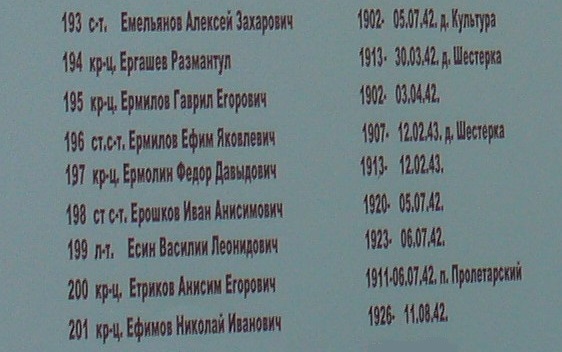 193 с-т. Емельянов Алексей Захарович 1902- 05.07.42. д. Культура
194 кр-ц. Ергашев Размантул 1913- 30.03.42. д. Шестерка
195 кр-ц. Ермилов Гаврил Егорович 1902- 03.04.42.
196 ст.с-т. Ермилов Ефим Яковлевич 1907- 12.02.43. д. Шестерка
197 кр-ц. Ермолин Федор Давыдович 1913- 12.02.43.
198 ст с-т. Ерошков Иван Анисимович 1920- 05.07.42.
199 л-т. Есин Василии Леонидович 1923- 06.07.42.
200 кр-ц. Етриков Анисим Егорович 1911-06.07.42. п. Пролетарский
201 кр-ц. Ефимов Николай Иванович 1926- 11.08.42.